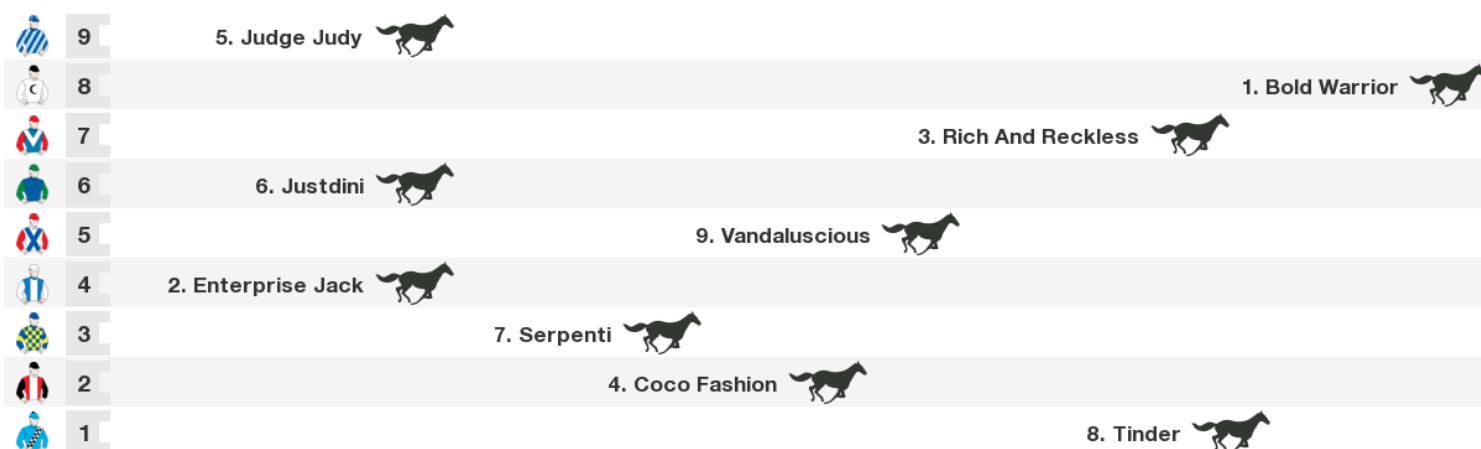 9 5. Judge Judy
8 1. Bold Warrior
7 3. Rich And Reckless
6 6. Justdini
5 9. Vandaluscious
4 2. Enterprise Jack
3 7. Serpenti
C 2 4. Coco Fashion
1 8. Tinder